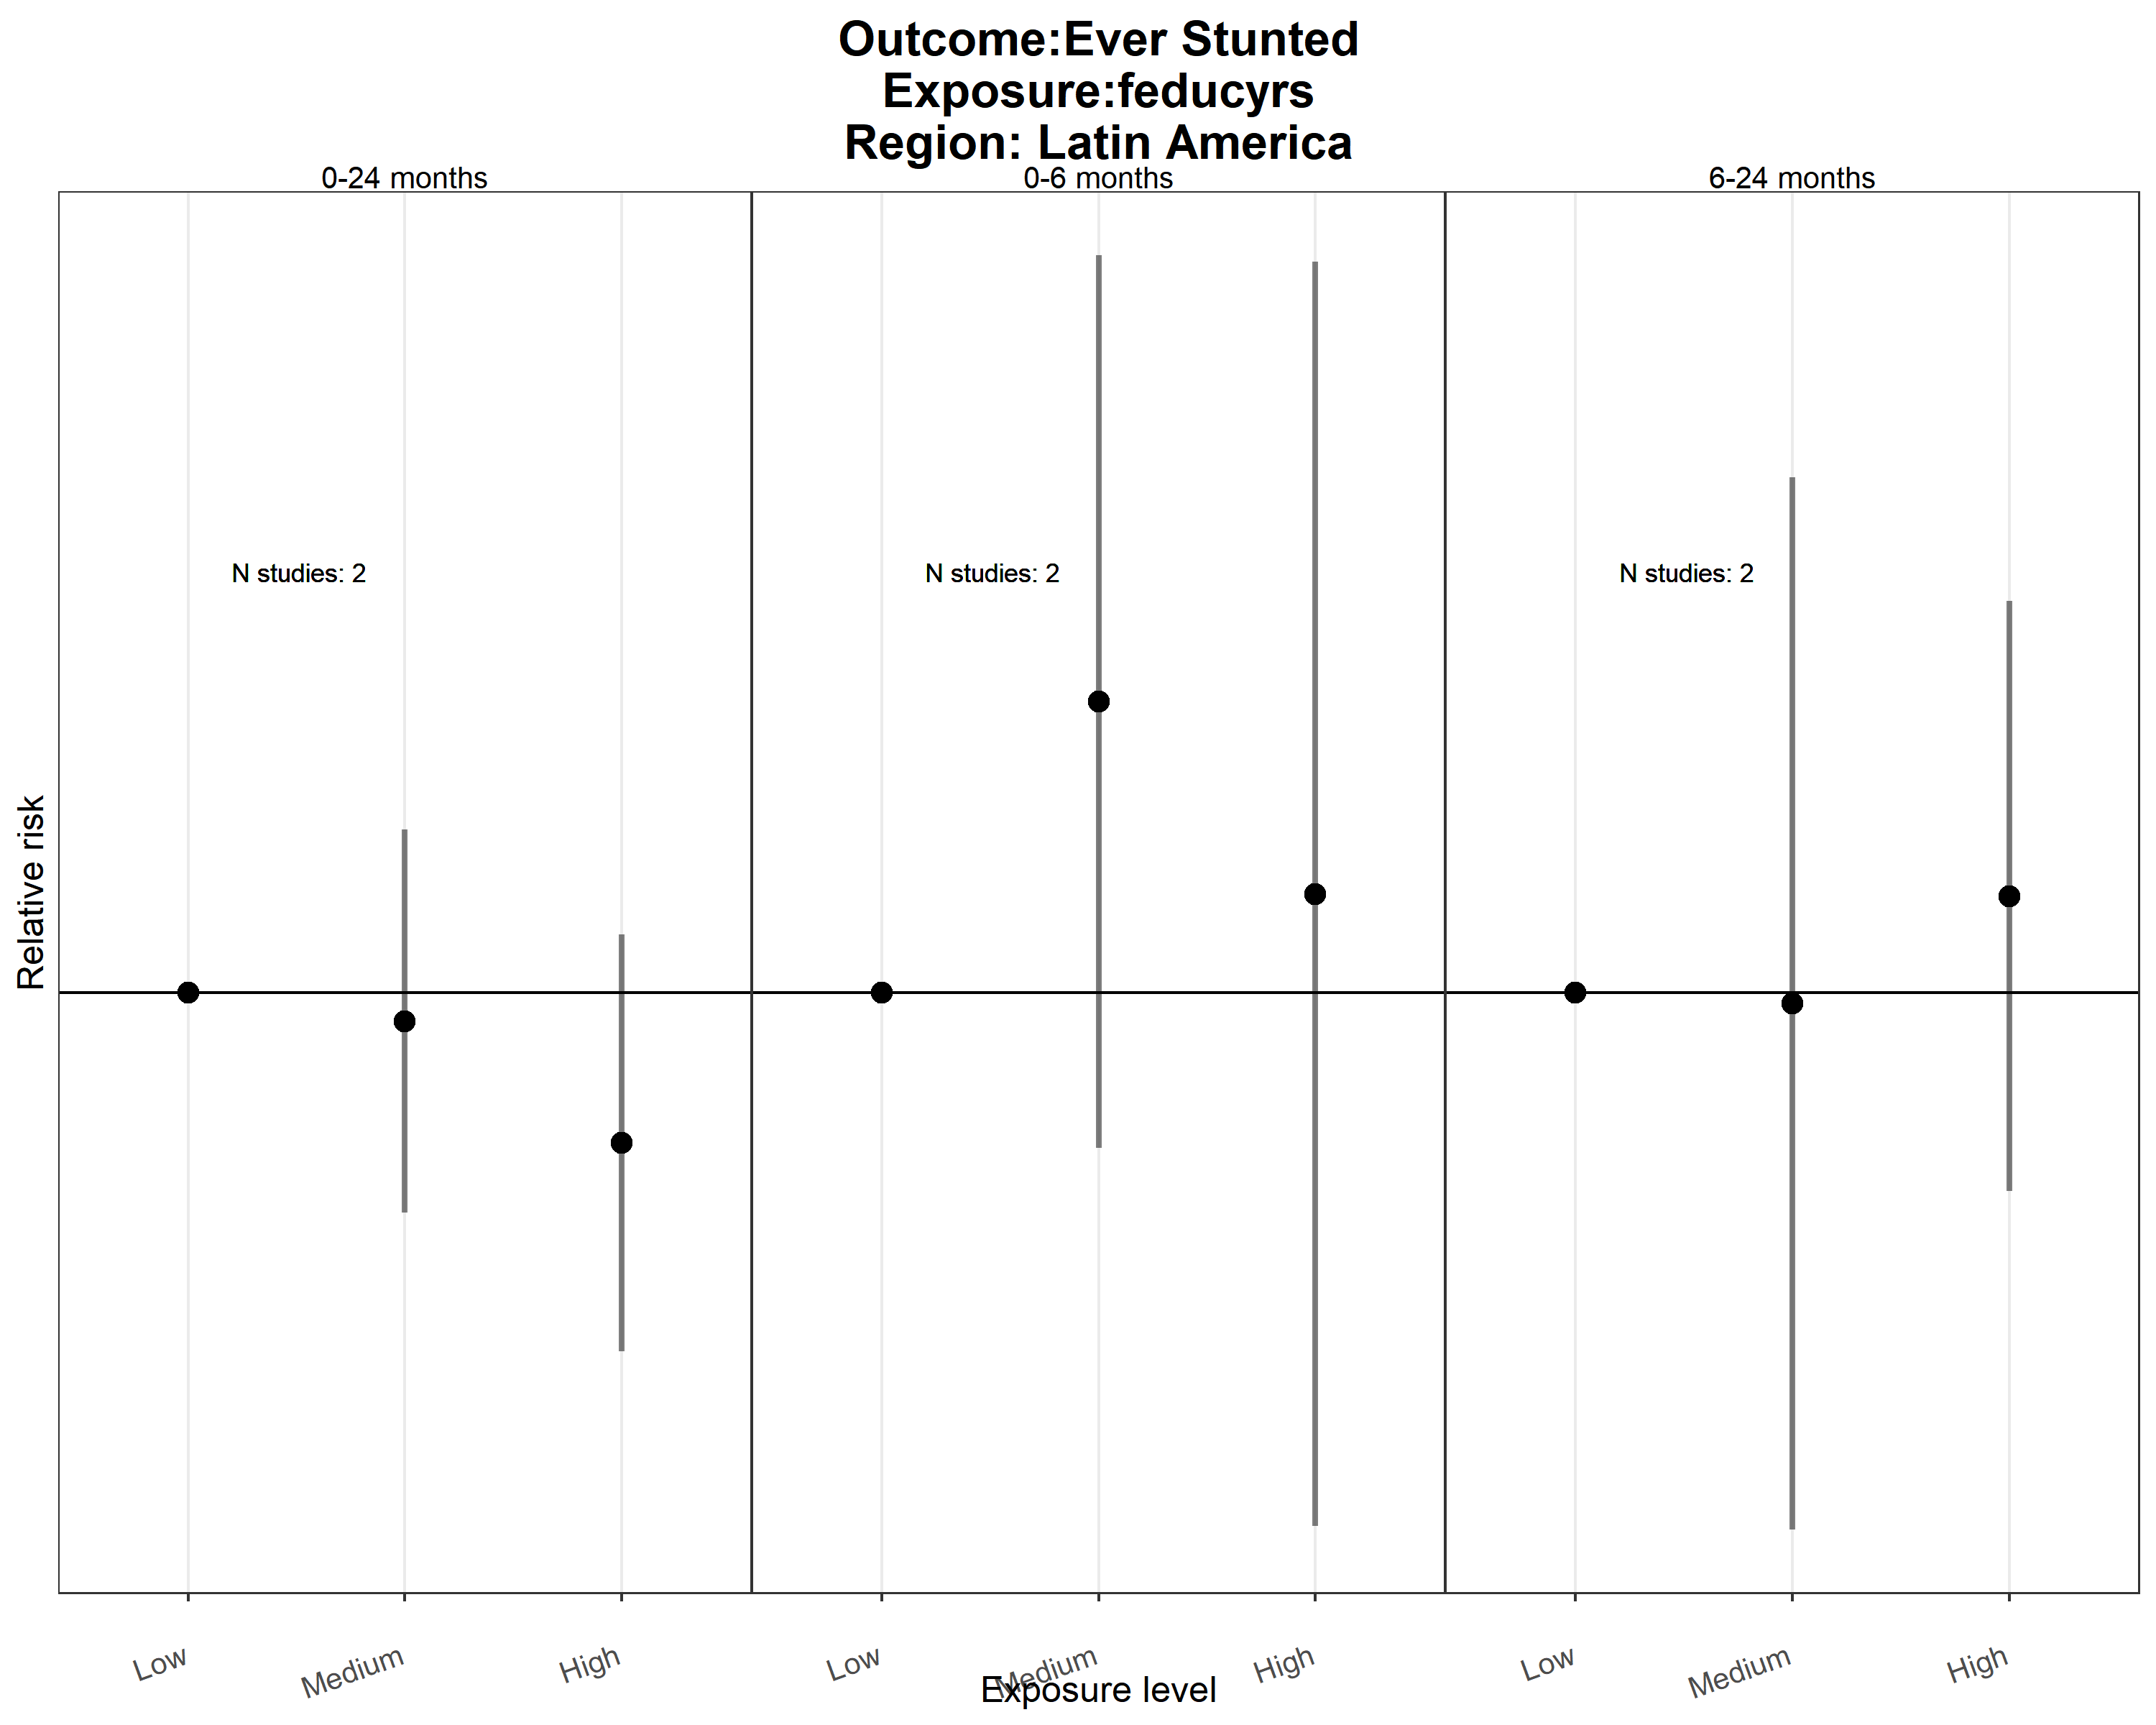 Outcome:Ever Stunted
Exposure:feducyrs
Region: Latin America
0-24 months
0-6 months
6-24 months
N studies: 2
N studies: 2
N studies: 2
Relative risk
Low
Medium
High
Low
Medium
High
Low
Medium
High
Exposure level